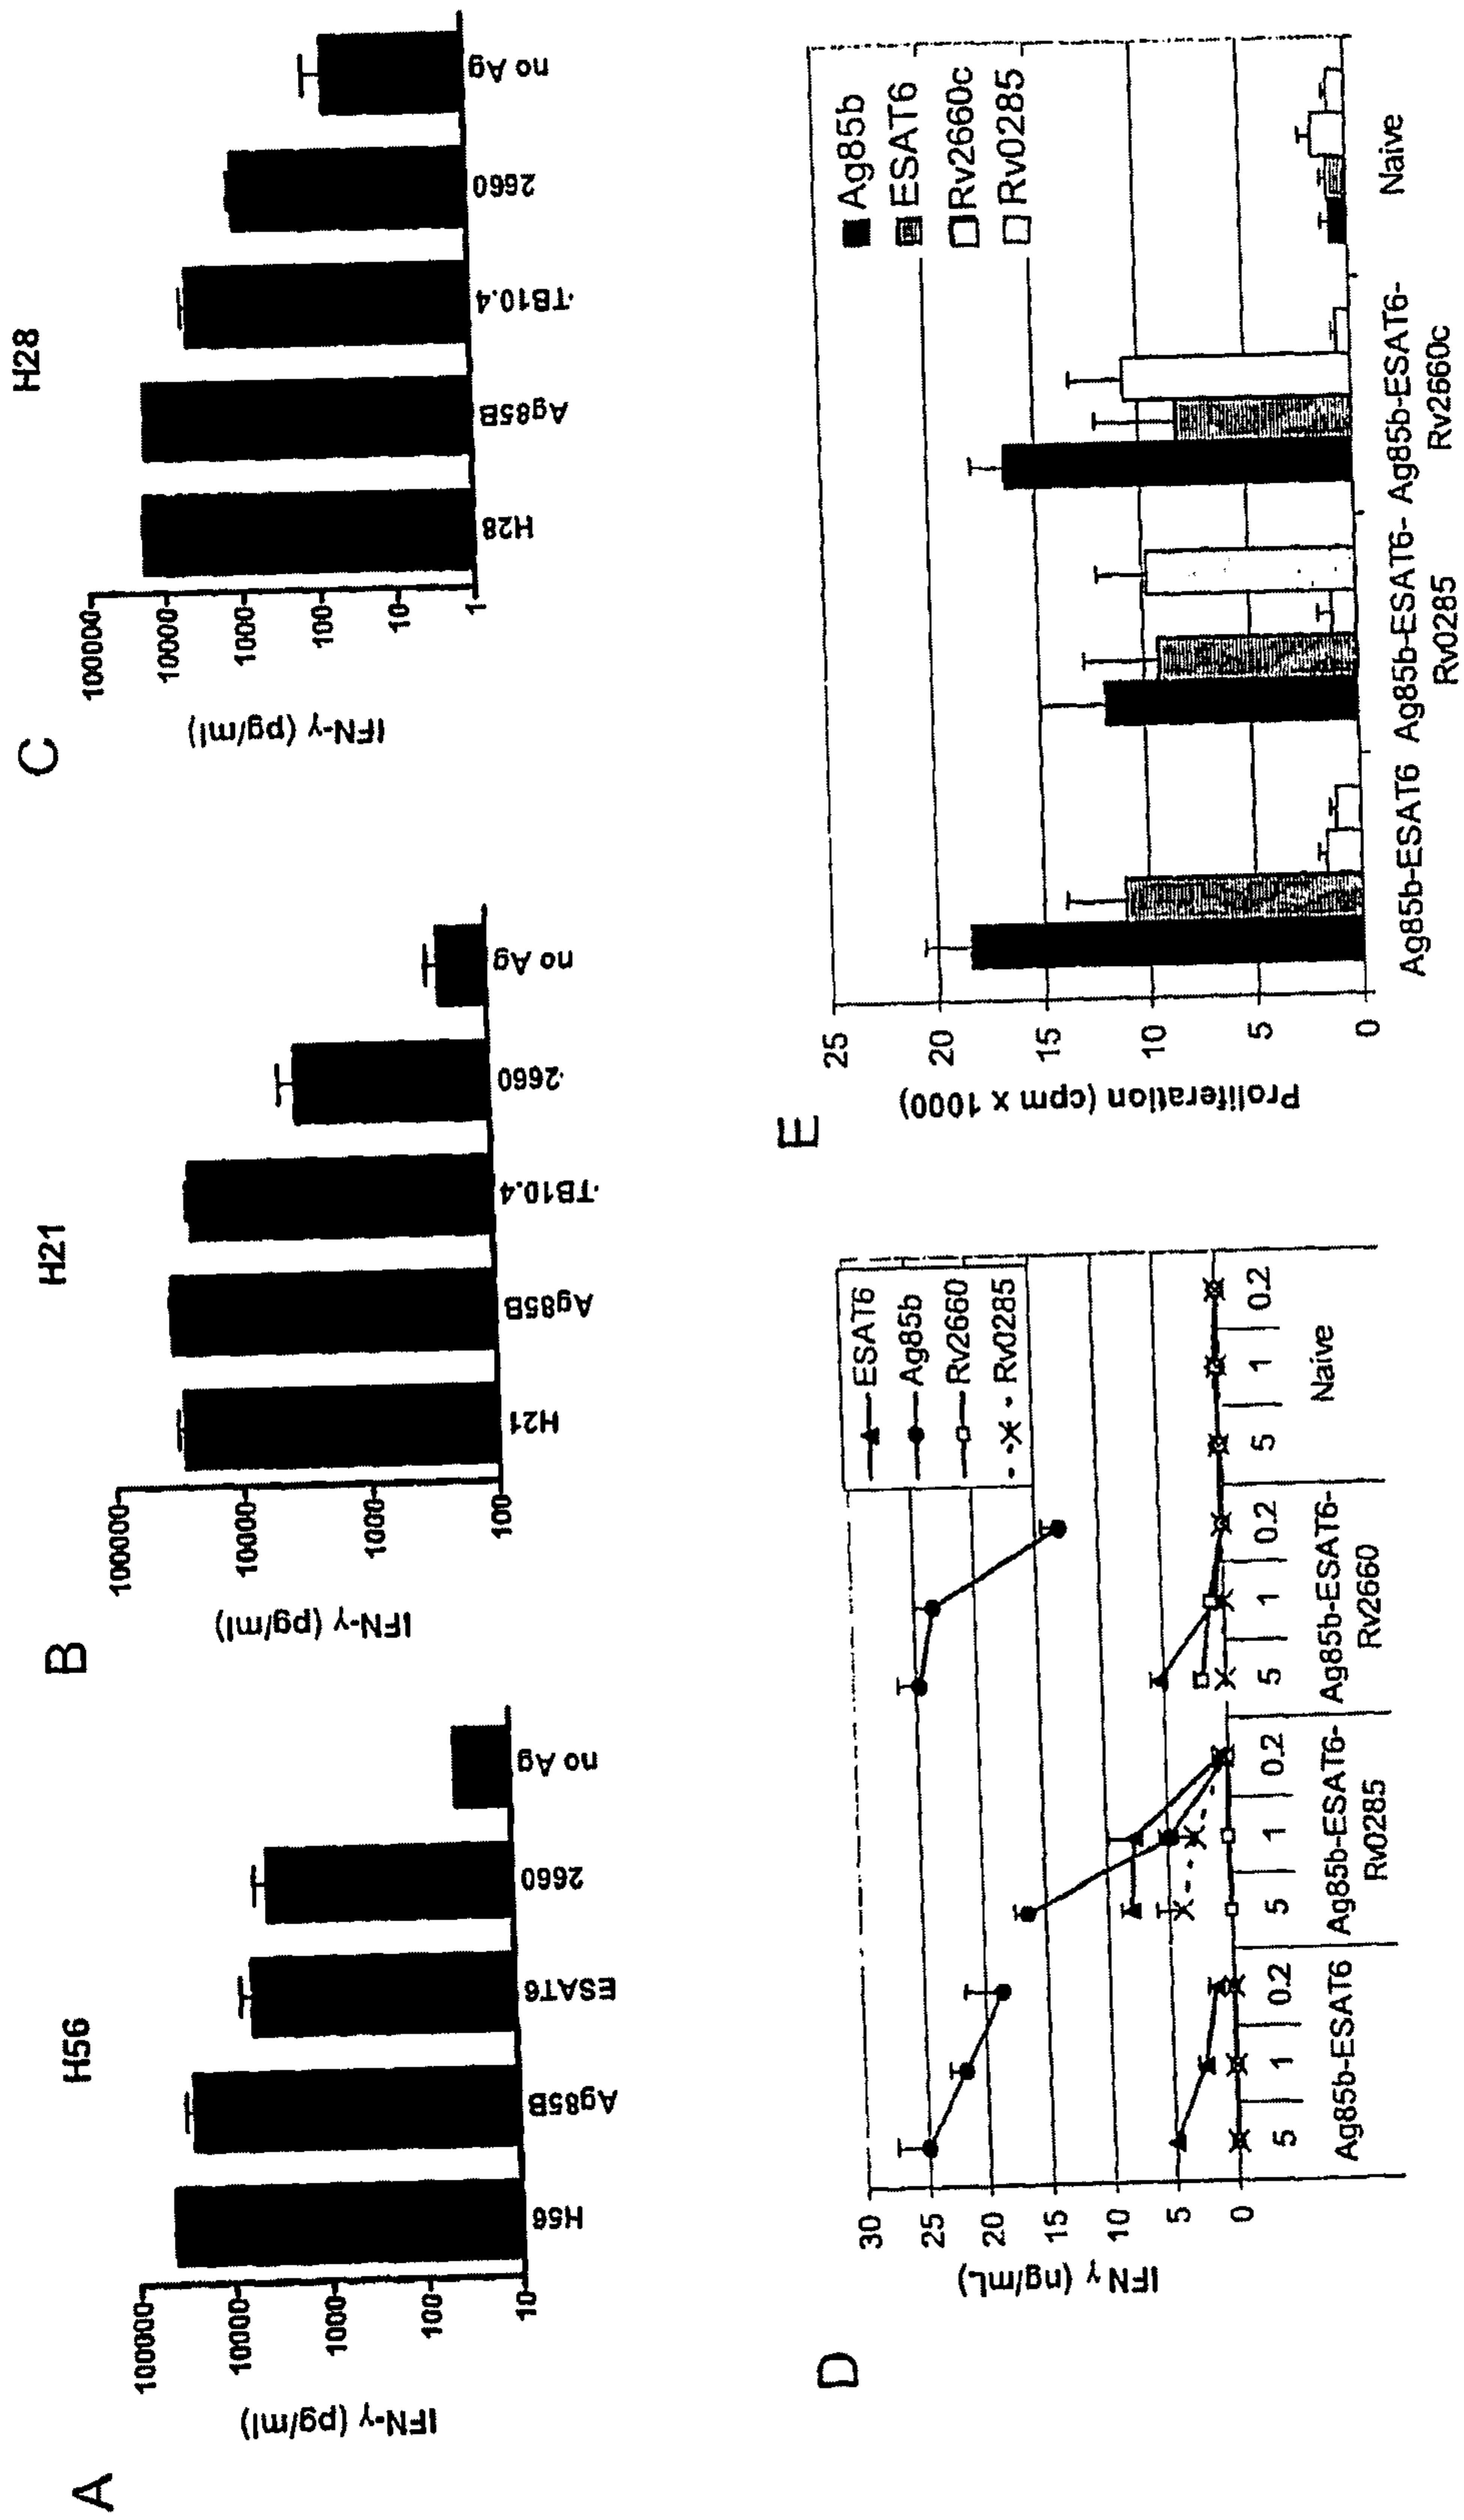 A
H56
IFN-γ (pg/ml)
100000
10000
1000
100
10
H56
Ag85B
ESAT6
2660
no Ag
B
H21
IFN-γ (pg/ml)
100000
10000
1000
100
H21
Ag85B
TB10.4
2660
no Ag
C
H28
IFN-γ (pg/ml)
100000
10000
1000
100
10
1
H28
Ag85B
TB10.4
2660
no Ag
D
IFN γ (ng/mL)
30
25
20
15
10
5
0
ESAT6
Ag85b
Rv2660
Rv0285
5 1 0.2 5 1 0.2 5 1 0.2 5 1 0.2
Ag85b-ESAT6 Ag85b-ESAT6- Ag85b-ESAT6- Naive
Rv0285 Rv2660
E
Proliferation (cpm x 1000)
25
20
15
10
5
0
Ag85b
ESAT6
Rv2660c
Rv0285
Ag85b-ESAT6 Ag85b-ESAT6- Ag85b-ESAT6- Naive
Rv0285 Rv2660c